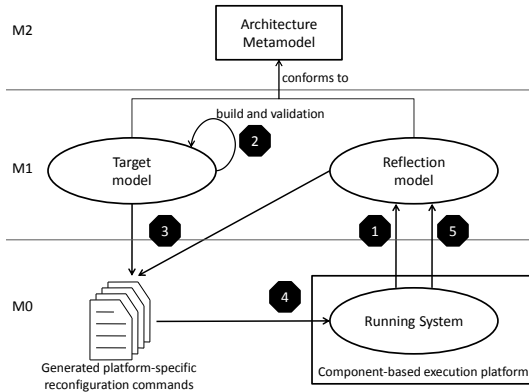 M2
Architecture
Metamodel
conforms to
build and validation
2
M1
Target
model
Reflection
model
3
1
5
M0
4
Running System
Generated platform-specific
reconfiguration commands
Component-based execution platform